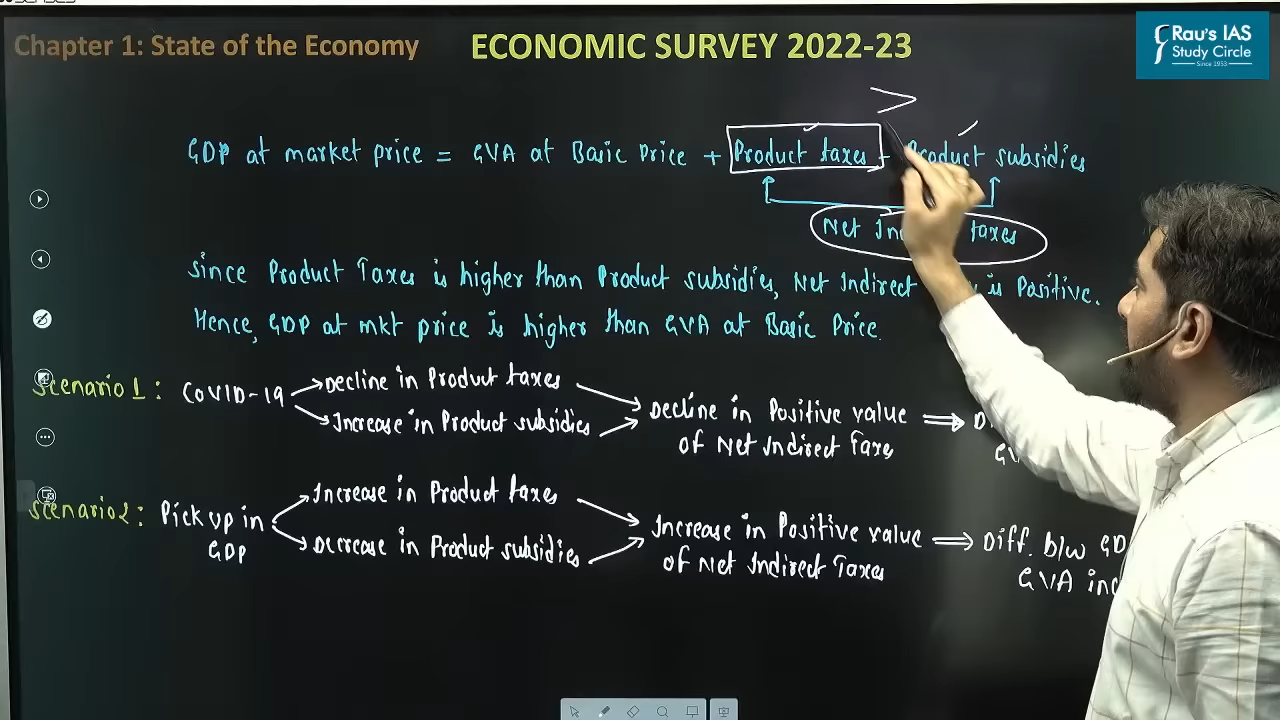 Chapter 1: State of the Economy
ECONOMIC SURVEY 2022-23
Rau's IAS
Study Circle
Since 1953
>
GDP at market price = GVA at Basic Price + Product taxes - Product subsidies
Net taxes
since Product Taxes is higher than Product subsidies, Net Indirect is Positive.
Hence, GDP at mkt price is higher than GVA at Basic Price.
Scenario 1: COVID-19
Decline in Product taxes
Increase in Product subsidies
Decline in Positive value
of Net Indirect Taxes
Scenario 2: Pick up in
GDP
Increase in Product taxes
Decrease in Product subsidies
Increase in Positive value
of Net Indirect Taxes
Diff. b/w
GVA